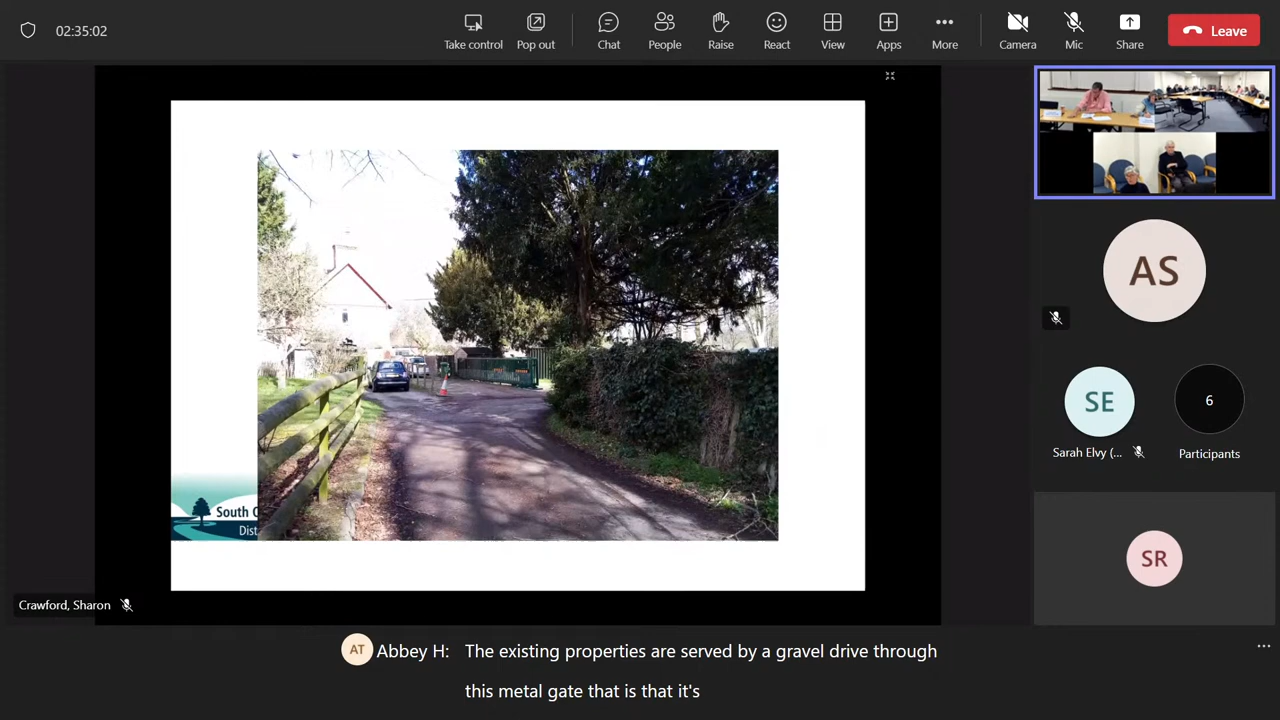 02:35:02
Take control
Pop out
Chat
People
Raise
React
View
Apps
More
Camera
Mic
Share
Leave
AS
SE
6
Sarah Elvy (...
Participants
SR
South C
Dist
Crawford, Sharon
AT
Abbey H:
The existing properties are served by a gravel drive through
this metal gate that is that it's